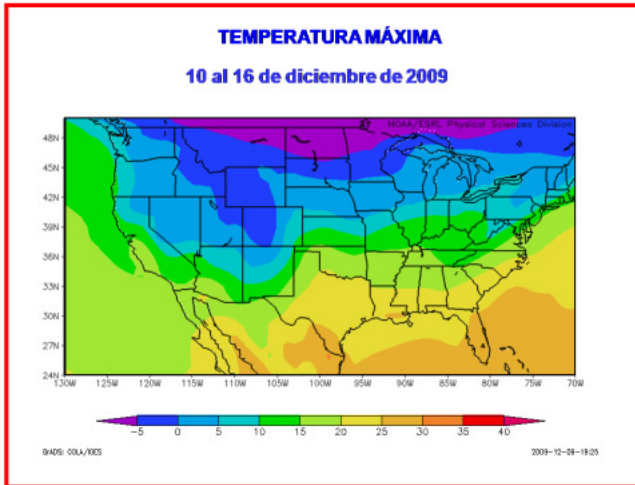 TEMPERATURA MÁXIMA
10 al 16 de diciembre de 2009
NOAA/ESRL Physical Sciences Division
48N
45N
42N
39N
36N
33N
30N
27N
24N
130W 125W 120W 115W 110W 105W 100W 95W 90W 85W 80W 75W 70W
-5 0 5 10 15 20 25 30 35 40
GrADS: COLA/IGES 2009-12-09-19:25